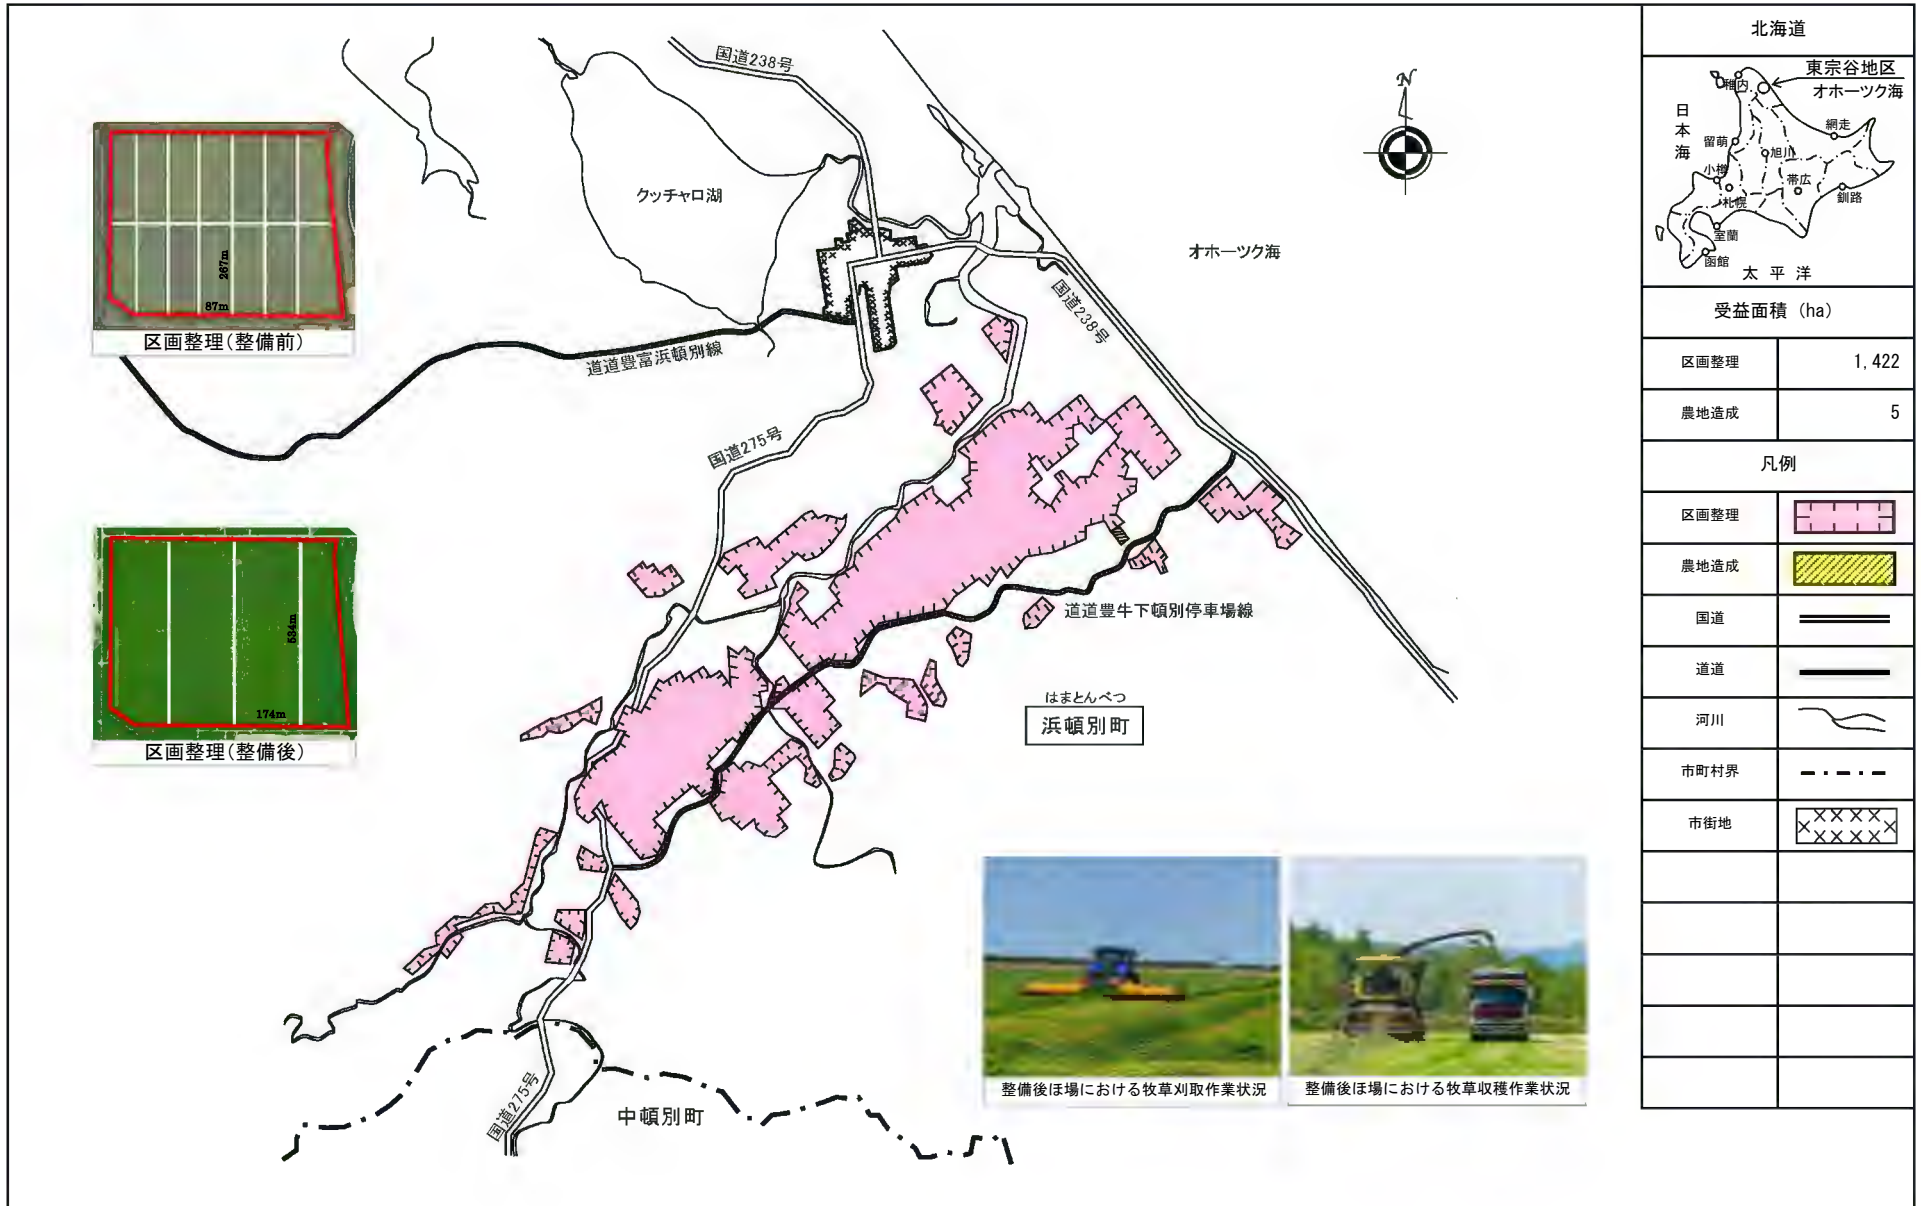 国道238号
N
クッチャロ湖
オホーツク海
267m
87m
区画整理(整備前)
国道238号
道道豊富浜頓別線
国道275号
534m
174m
区画整理(整備後)
道道豊牛下頓別停車場線
はまとんべつ
浜頓別町
整備後ほ場における牧草刈取作業状況
整備後ほ場における牧草収穫作業状況
国道275号
中頓別町
北海道
東宗谷地区
稚内
オホーツク海
日本海
網走
留萌
旭川
小樽
帯広
札幌
釧路
室蘭
函館
太平洋
受益面積 (ha)
区画整理 1,422
農地造成 5
凡例
区画整理
農地造成
国道
道道
河川
市町村界
市街地